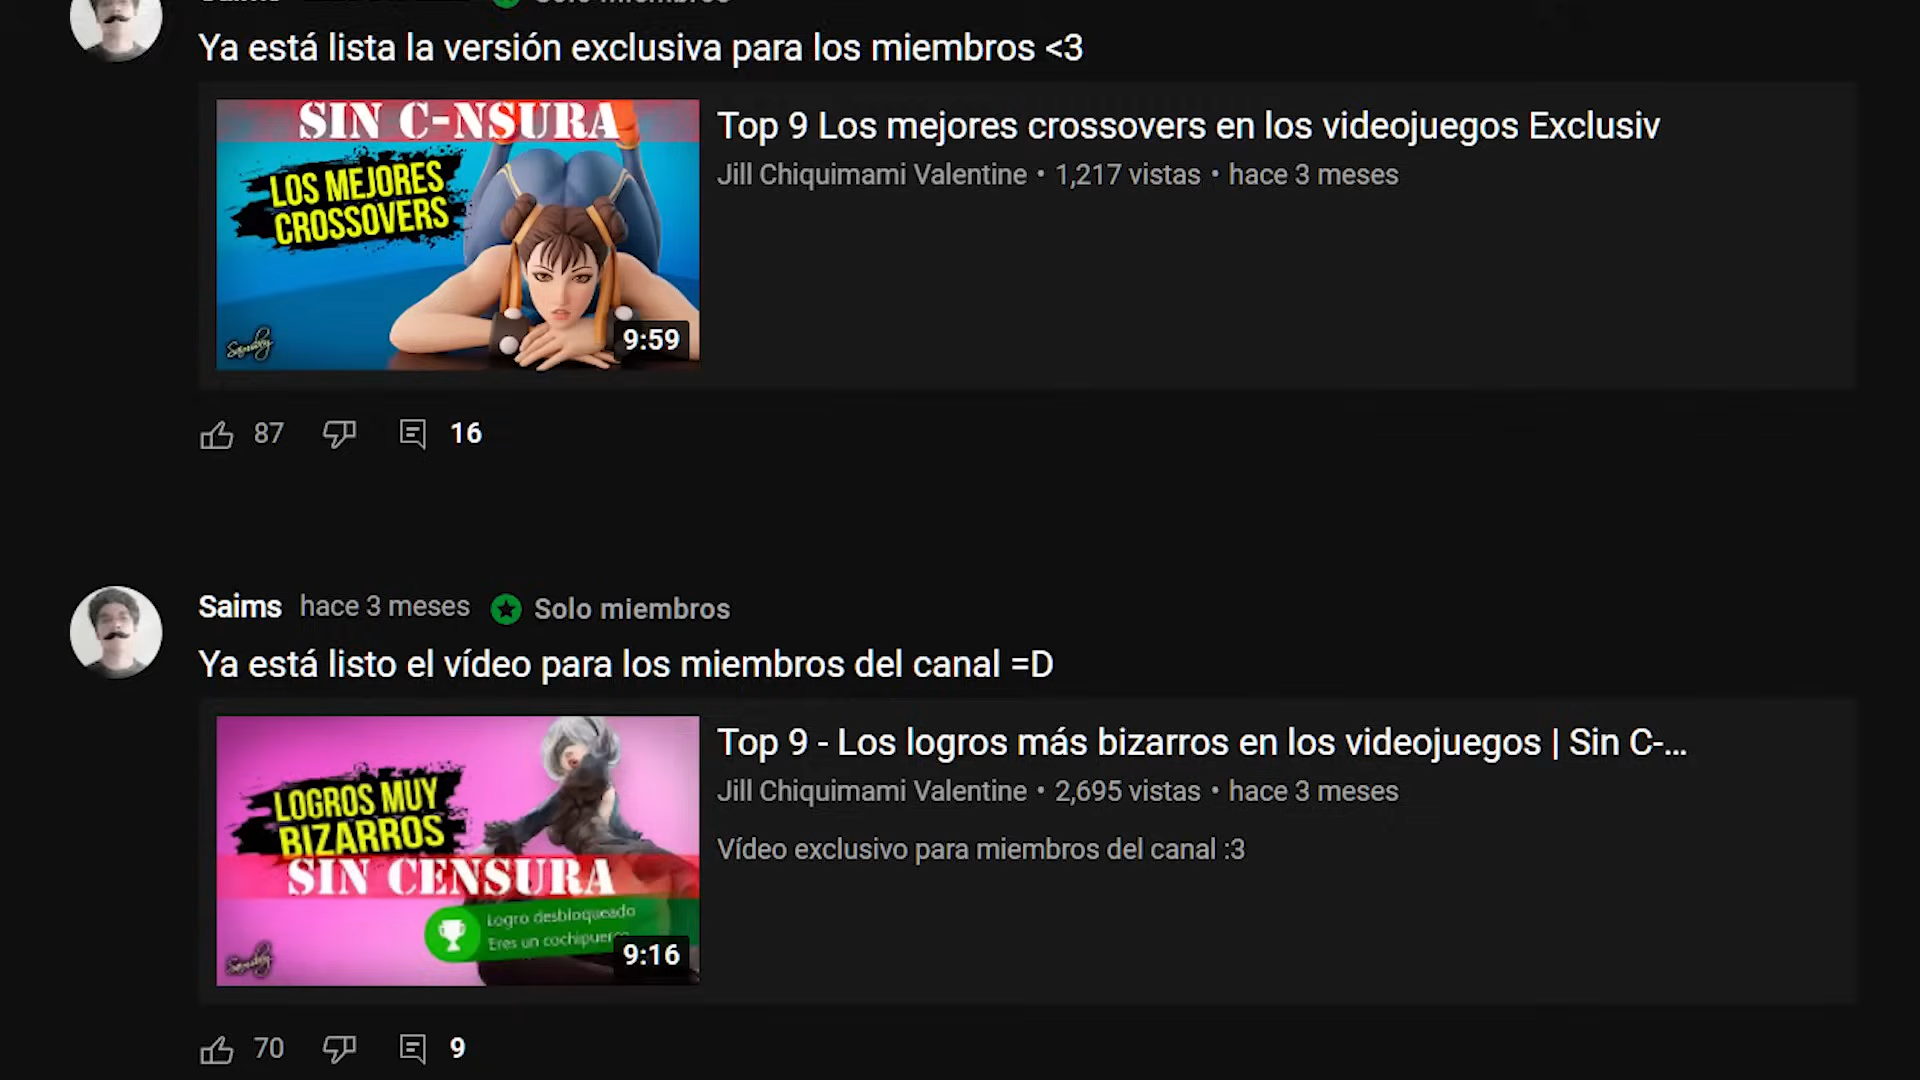 Solo miembros
Ya está lista la versión exclusiva para los miembros <3
SIN C-NSURA
LOS MEJORES
CROSSOVERS
9:59
Top 9 Los mejores crossovers en los videojuegos Exclusiv
Jill Chiquimami Valentine • 1,217 vistas • hace 3 meses
87
16
Saims hace 3 meses Solo miembros
Ya está listo el vídeo para los miembros del canal =D
LOGROS MUY
BIZARROS
SIN CENSURA
Logro desbloqueado
Eres un
9:16
Top 9 - Los logros más bizarros en los videojuegos | Sin C-...
Jill Chiquimami Valentine • 2,695 vistas • hace 3 meses
Vídeo exclusivo para miembros del canal :3
70
9